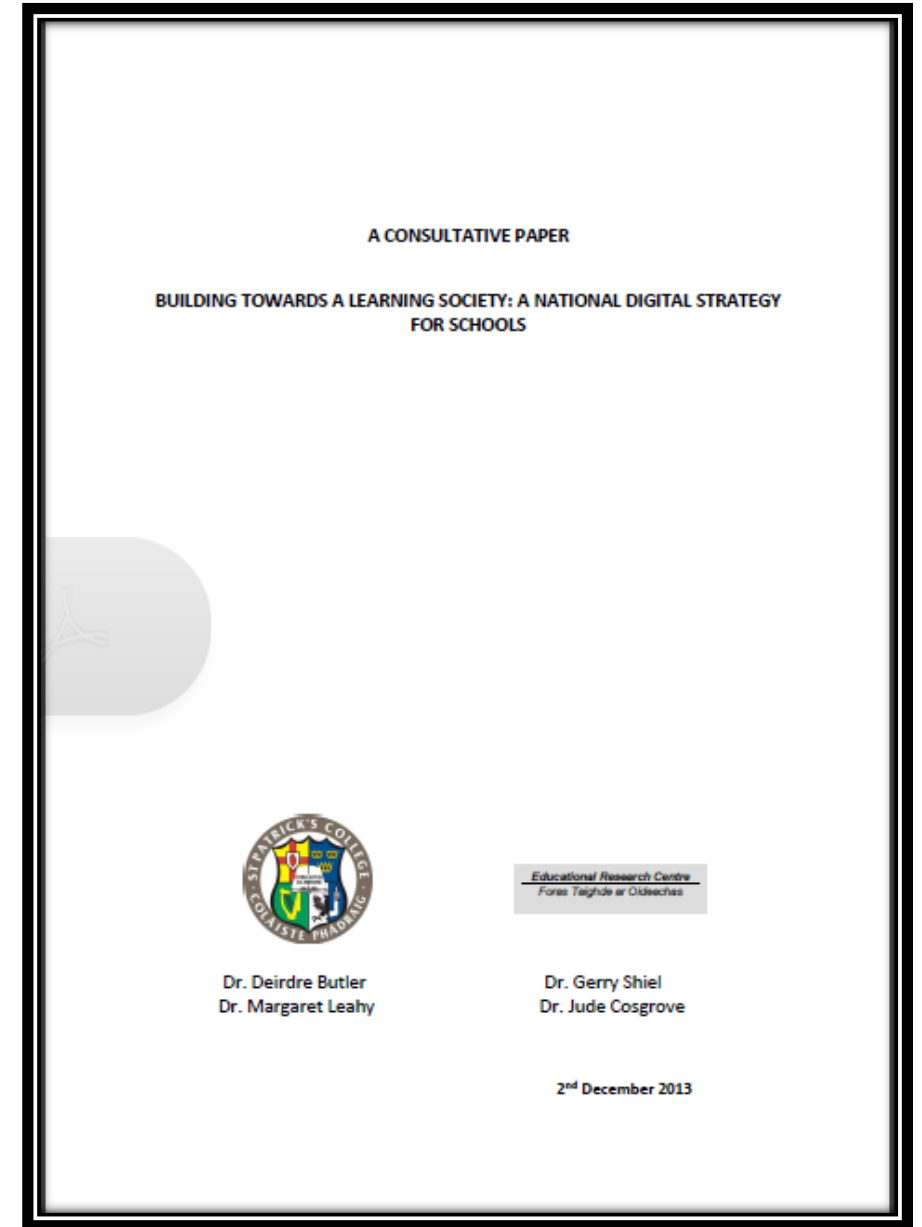 A CONSULTATIVE PAPER
BUILDING TOWARDS A LEARNING SOCIETY: A NATIONAL DIGITAL STRATEGY
FOR SCHOOLS
ST PATRICK'S COLLEGE
COLÁISTE PHÁDRAIG
Educational Research Centre
Foras Taighde ar Oideachas
Dr. Deirdre Butler
Dr. Margaret Leahy
Dr. Gerry Shiel
Dr. Jude Cosgrove
2nd December 2013